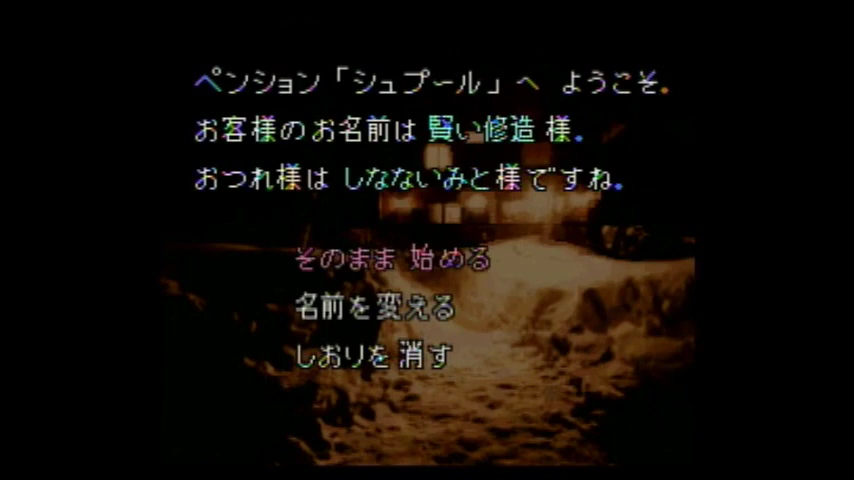 ペンション「シュプール」へ ようこそ.
お客様のお名前は 賢い修造 様.
おつれ様は しなないみと様ですね.
そのまま 始める
名前を変える
しおりを 消す